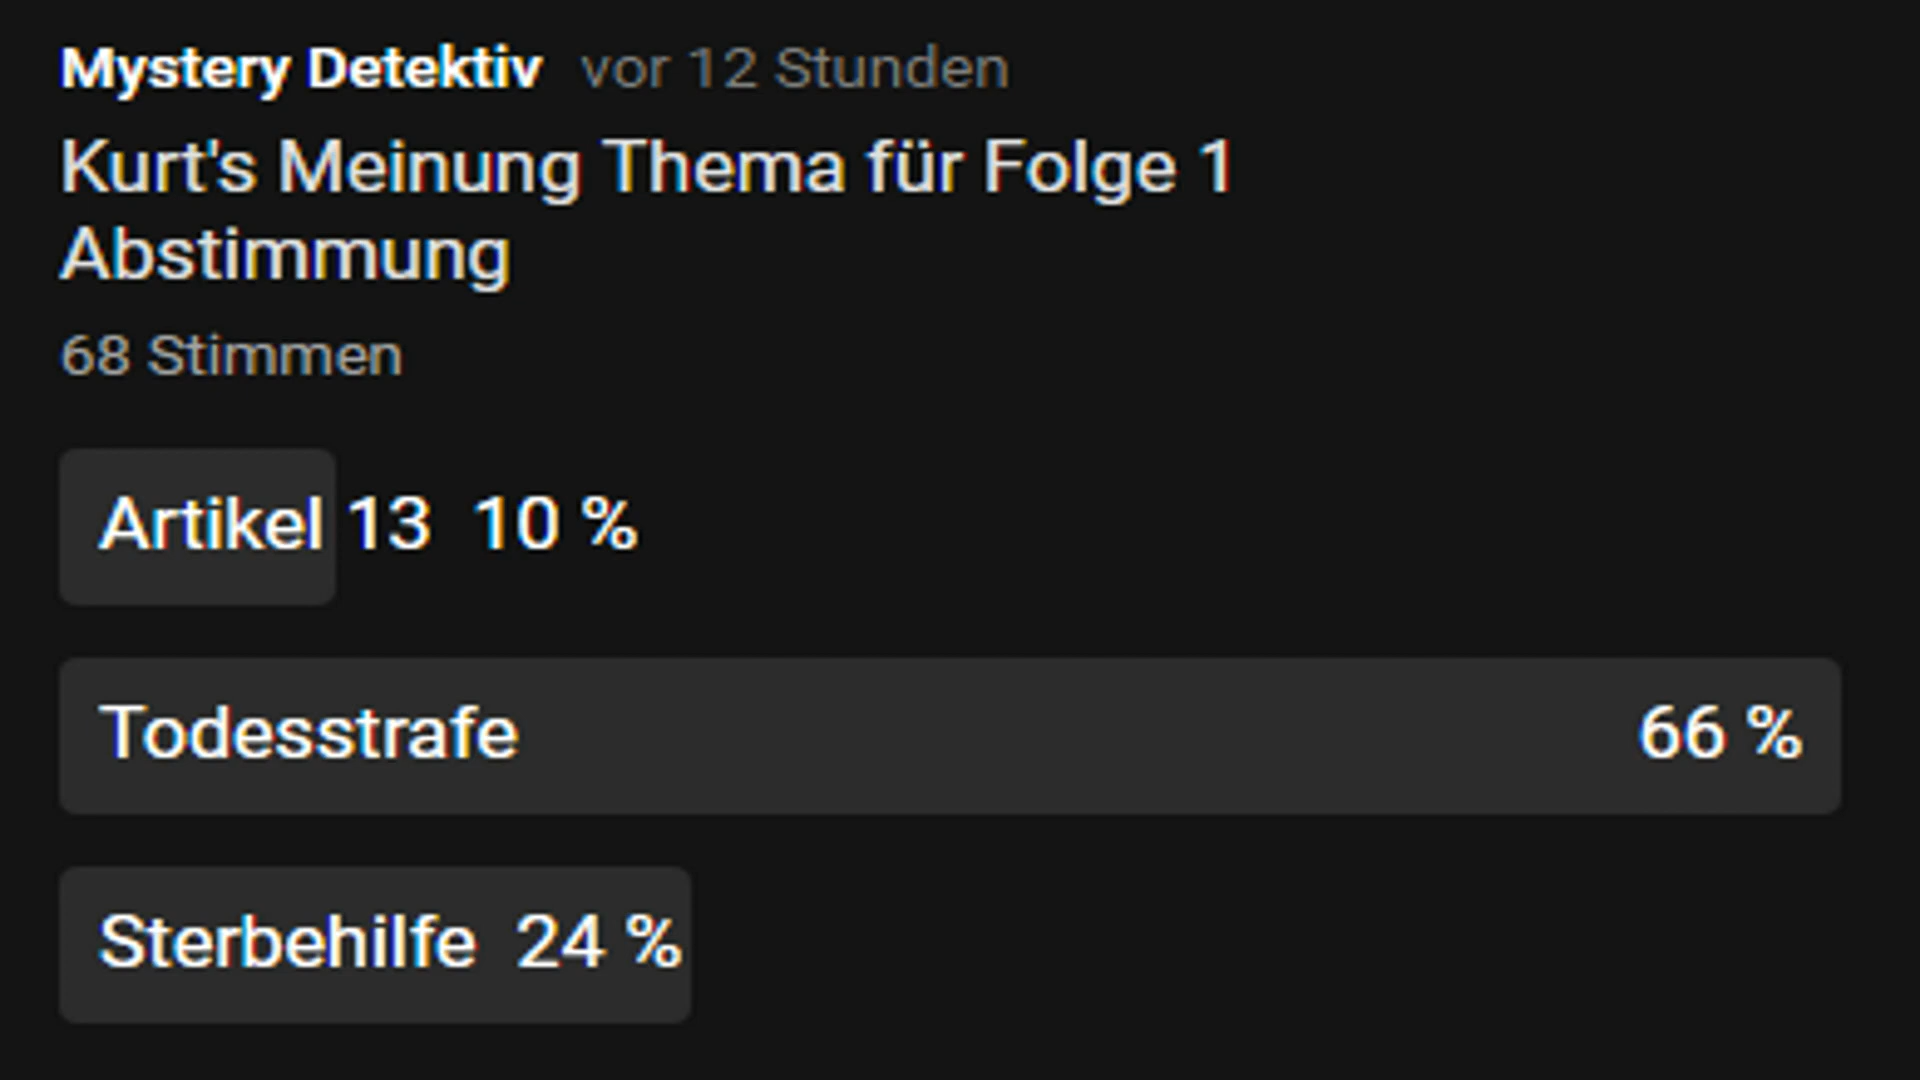 Mystery Detektiv vor 12 Stunden
Kurt's Meinung Thema für Folge 1
Abstimmung
68 Stimmen
Artikel 13 10 %
Todesstrafe 66 %
Sterbehilfe 24 %